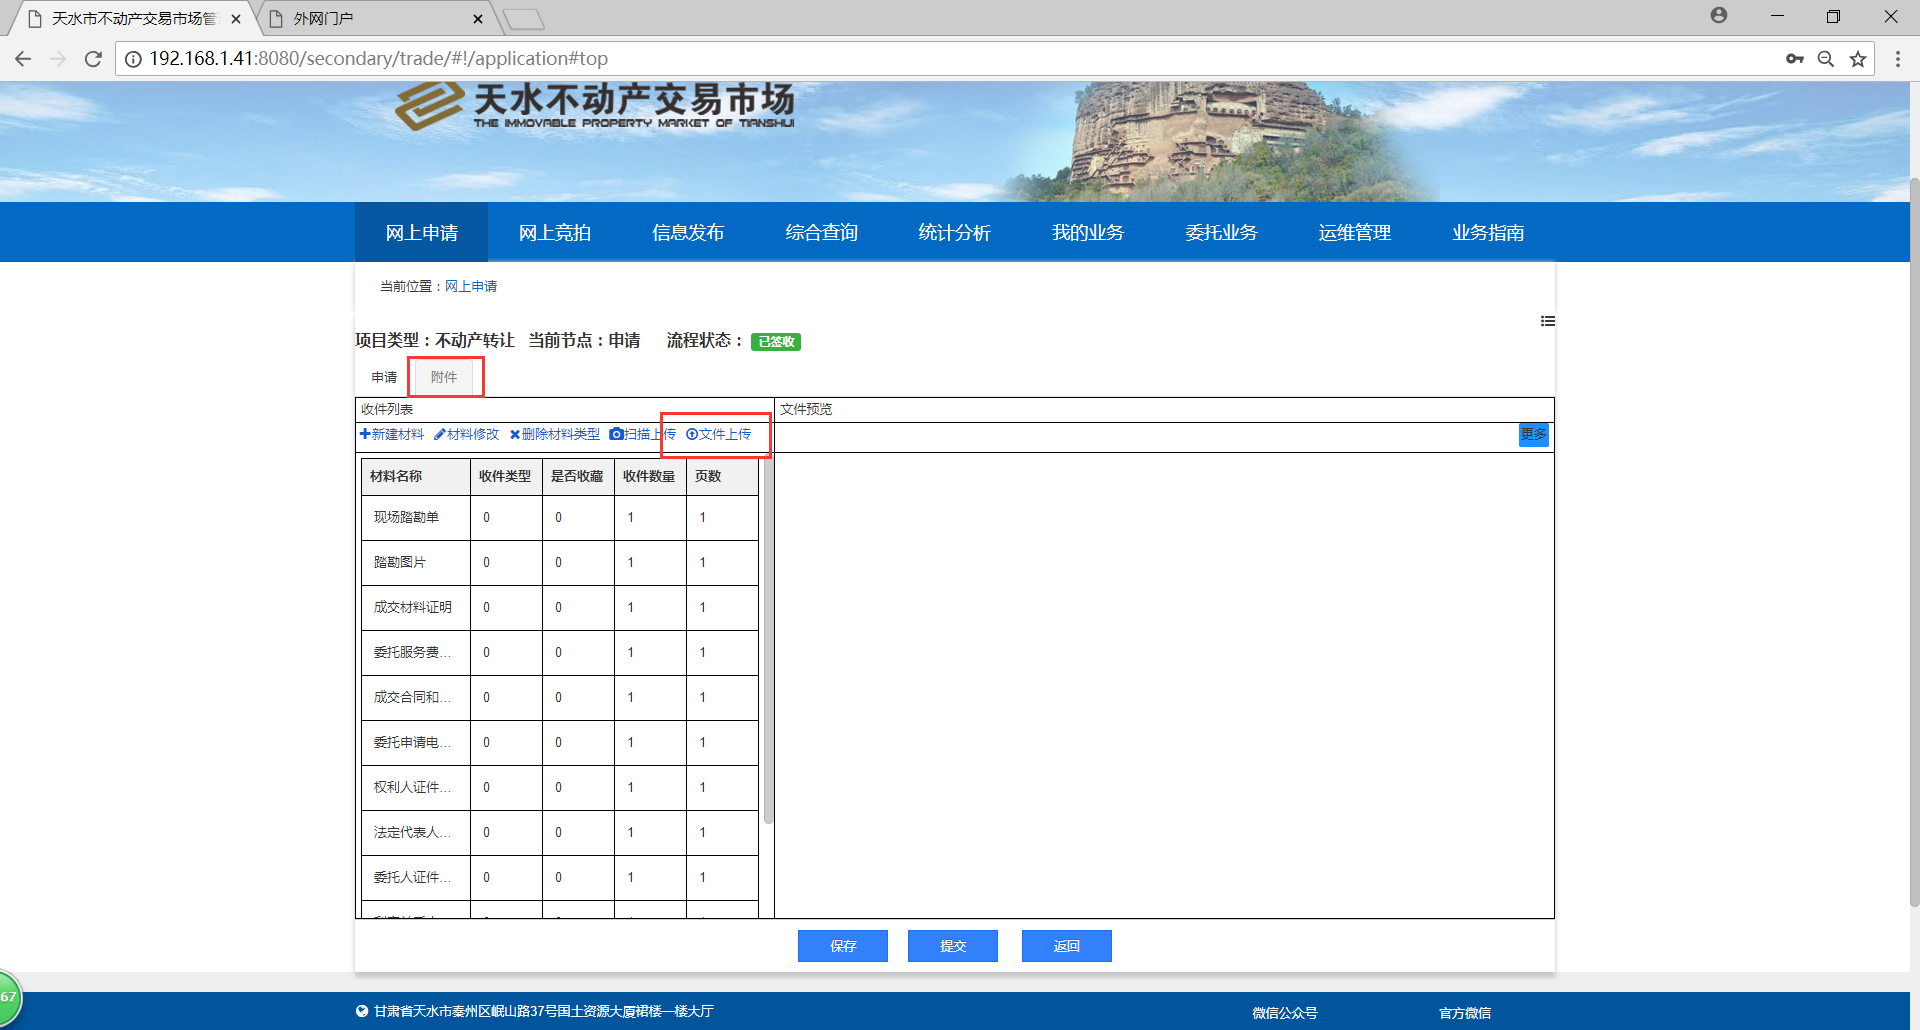 天水市不动产交易市场管
外网门户
192.168.1.41:8080/secondary/trade/#!/application#top
天水不动产交易市场
THE IMMOVABLE PROPERTY MARKET OF TIANSHUI
网上申请 网上竞拍 信息发布 综合查询 统计分析 我的业务 委托业务 运维管理 业务指南
当前位置：网上申请
项目类型：不动产转让 当前节点：申请 流程状态： 已签收
申请 附件
收件列表 文件预览
新建材料 材料修改 删除材料类型 扫描上传 文件上传 更多
材料名称 收件类型 是否收藏 收件数量 页数
现场踏勘单 0 0 1 1
踏勘图片 0 0 1 1
成交材料证明 0 0 1 1
委托服务费... 0 0 1 1
成交合同和... 0 0 1 1
委托申请电... 0 0 1 1
权利人证件... 0 0 1 1
法定代表人... 0 0 1 1
委托人证件... 0 0 1 1
保存 提交 返回
67
甘肃省天水市秦州区岷山路37号国土资源大厦裙楼一楼大厅 微信公众号 官方微信